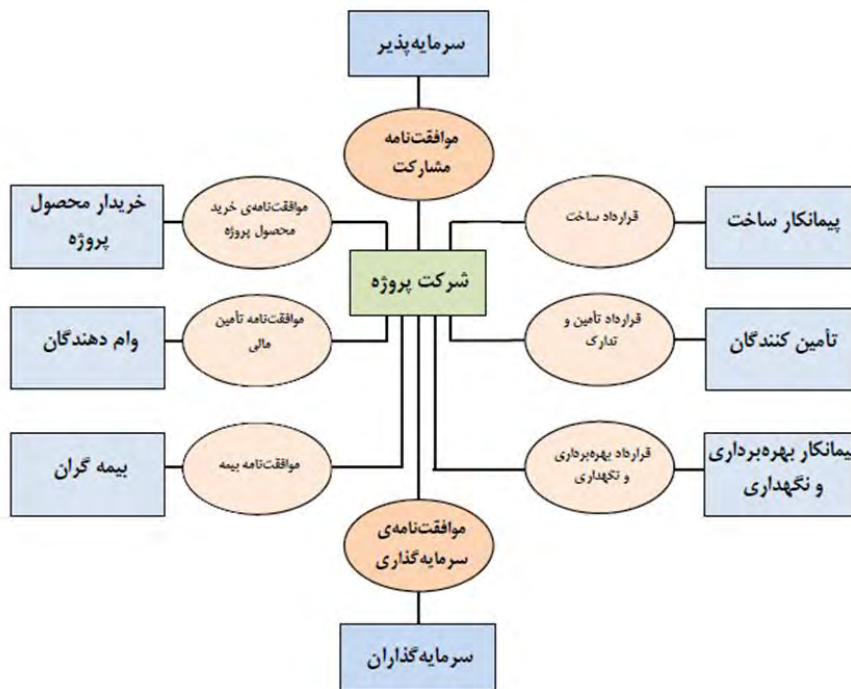 سرمایه‌پذیر
موافقت‌نامه
مشارکت
پیمانکار ساخت
قرارداد ساخت
موافقت‌نامه‌ی خرید
محصول پروژه
خریدار محصول
پروژه
شرکت پروژه
تأمین کنندگان
قرارداد تأمین و
تدارک
موافقت‌نامه تأمین
مالی
وام دهندگان
پیمانکار بهره‌برداری
و نگهداری
قرارداد بهره‌برداری
و نگهداری
موافقت‌نامه بیمه
بیمه گران
موافقت‌نامه‌ی
سرمایه‌گذاری
سرمایه‌گذاران